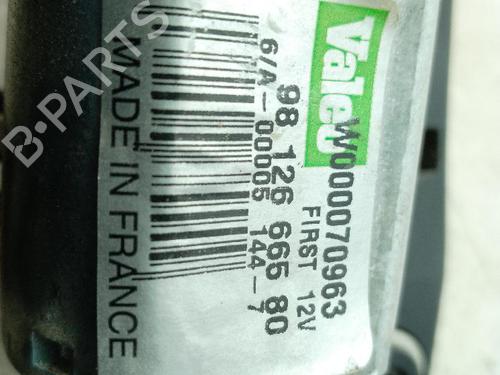 Valeo
W000070963
FIRST 12V
98 126 665 80
6/A-00005 144-7
MADE IN FRANCE
B-PARTS